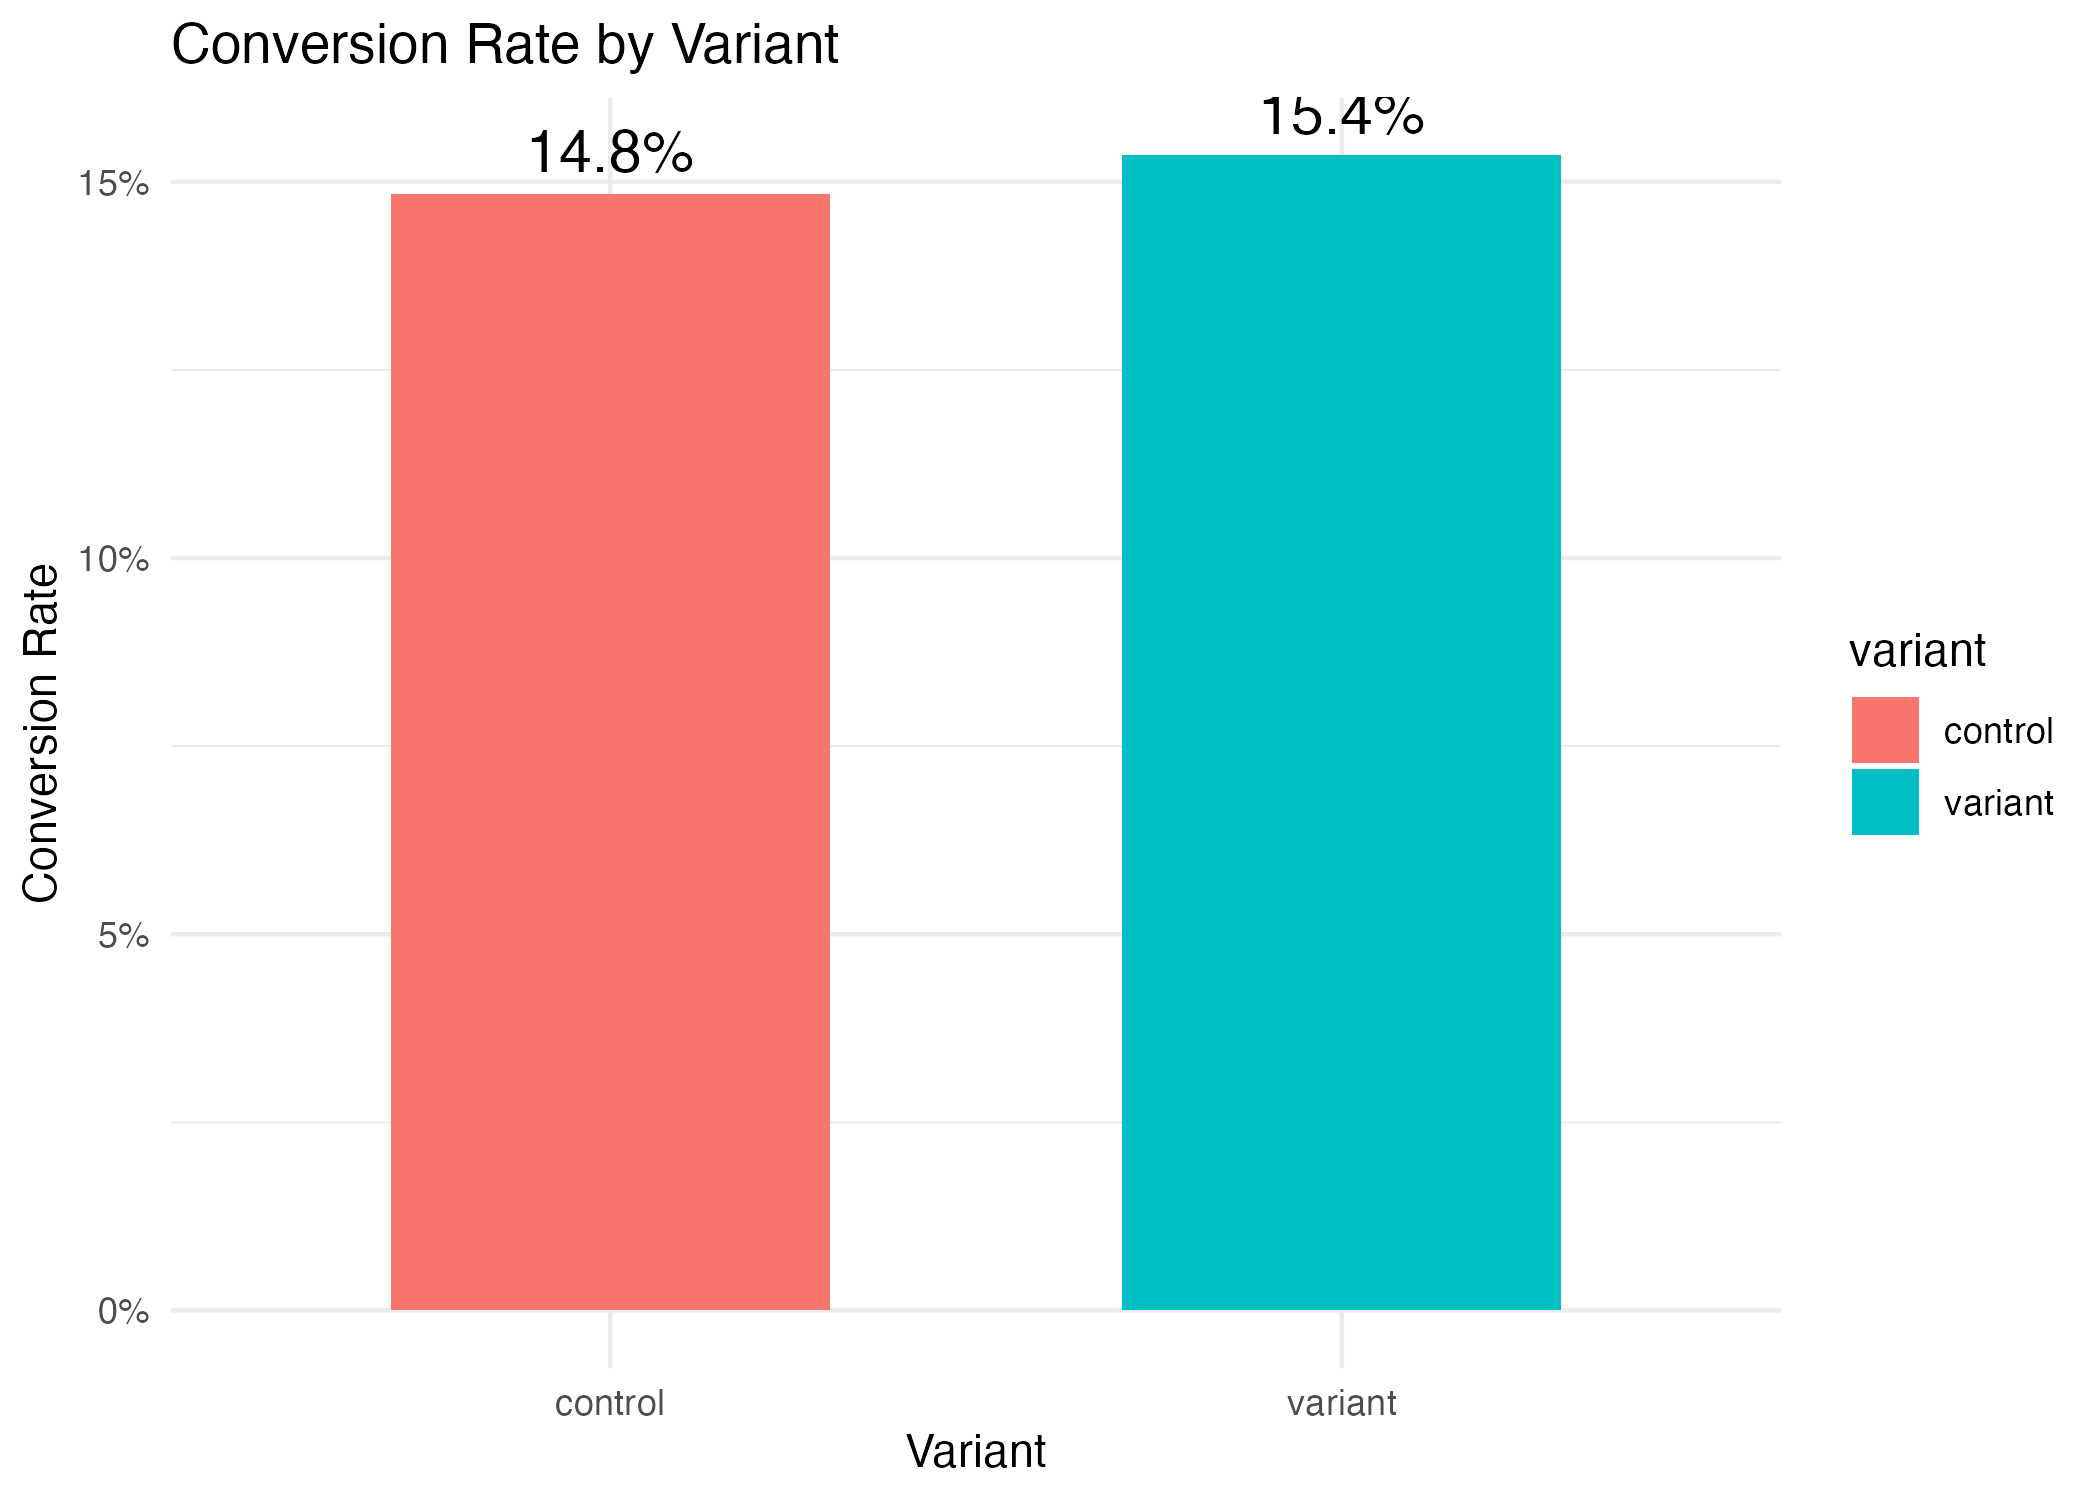 Conversion Rate by Variant
14.8%
15.4%
15%
10%
5%
0%
Conversion Rate
control
variant
Variant
variant
control
variant